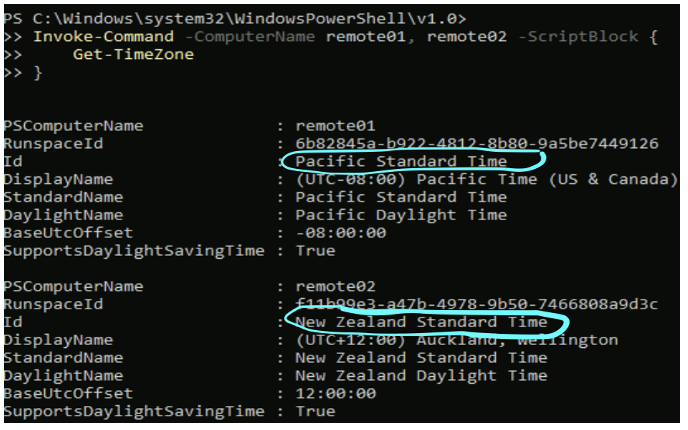 PS C:\Windows\system32\WindowsPowerShell\v1.0>
>> Invoke-Command -ComputerName remote01, remote02 -ScriptBlock {
>>     Get-TimeZone
>> }
PSComputerName             : remote01
RunspaceId                 : 6b82845a-b922-4812-8b80-9a5be7449126
Id                         : Pacific Standard Time
DisplayName                : (UTC-08:00) Pacific Time (US & Canada)
StandardName               : Pacific Standard Time
DaylightName               : Pacific Daylight Time
BaseUtcOffset              : -08:00:00
SupportsDaylightSavingTime : True
PSComputerName             : remote02
RunspaceId                 : f11b99e3-a47b-4978-9b50-7466808a9d3c
Id                         : New Zealand Standard Time
DisplayName                : (UTC+12:00) Auckland, Wellington
StandardName               : New Zealand Standard Time
DaylightName               : New Zealand Daylight Time
BaseUtcOffset              : 12:00:00
SupportsDaylightSavingTime : True